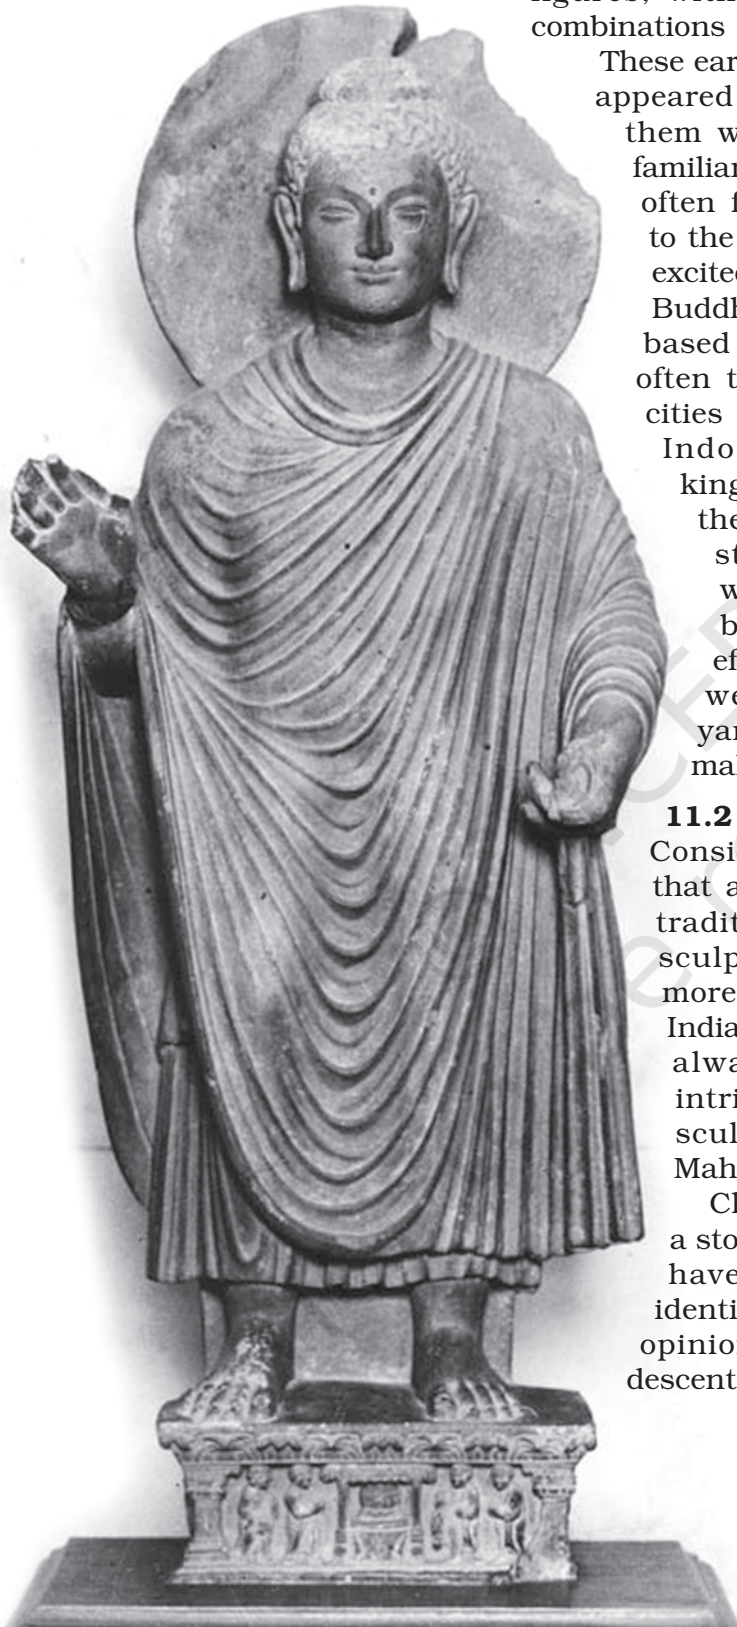 figures, with
combinations
These ear
appeared
them w
familiar
often f
to the
excited
Buddh
based
often t
cities
Indo
king
the
st
w
b
ef
we
yar
mal
11.2
Consi
that a
tradit
sculp
more
India
alwa
intri
scul
Mah
Cl
a sto
have
identi
opinion
descent